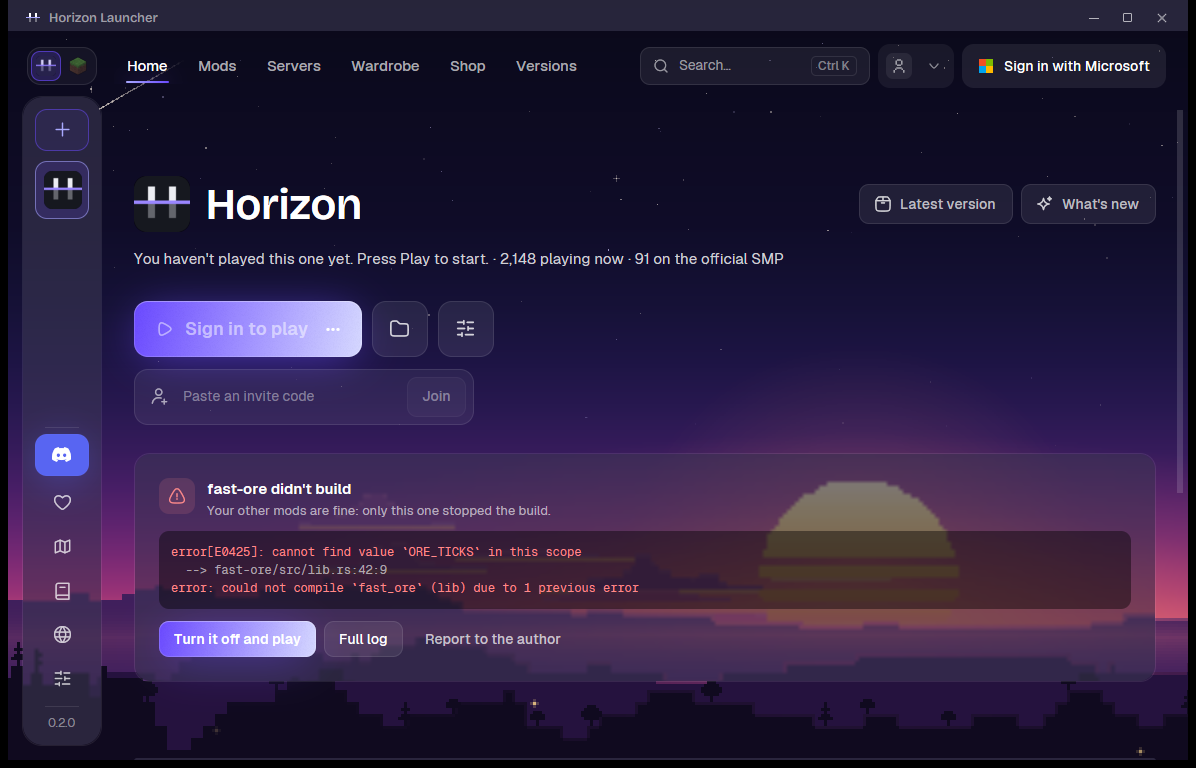 Horizon Launcher
Home
Mods
Servers
Wardrobe
Shop
Versions
Search...
Ctrl K
Sign in with Microsoft
Horizon
Latest version
What's new
You haven't played this one yet. Press Play to start. · 2,148 playing now · 91 on the official SMP
Sign in to play
Paste an invite code
Join
fast-ore didn't build
Your other mods are fine: only this one stopped the build.
error[E0425]: cannot find value `ORE_TICKS` in this scope
--> fast-ore/src/lib.rs:42:9
error: could not compile `fast_ore` (lib) due to 1 previous error
Turn it off and play
Full log
Report to the author
0.2.0